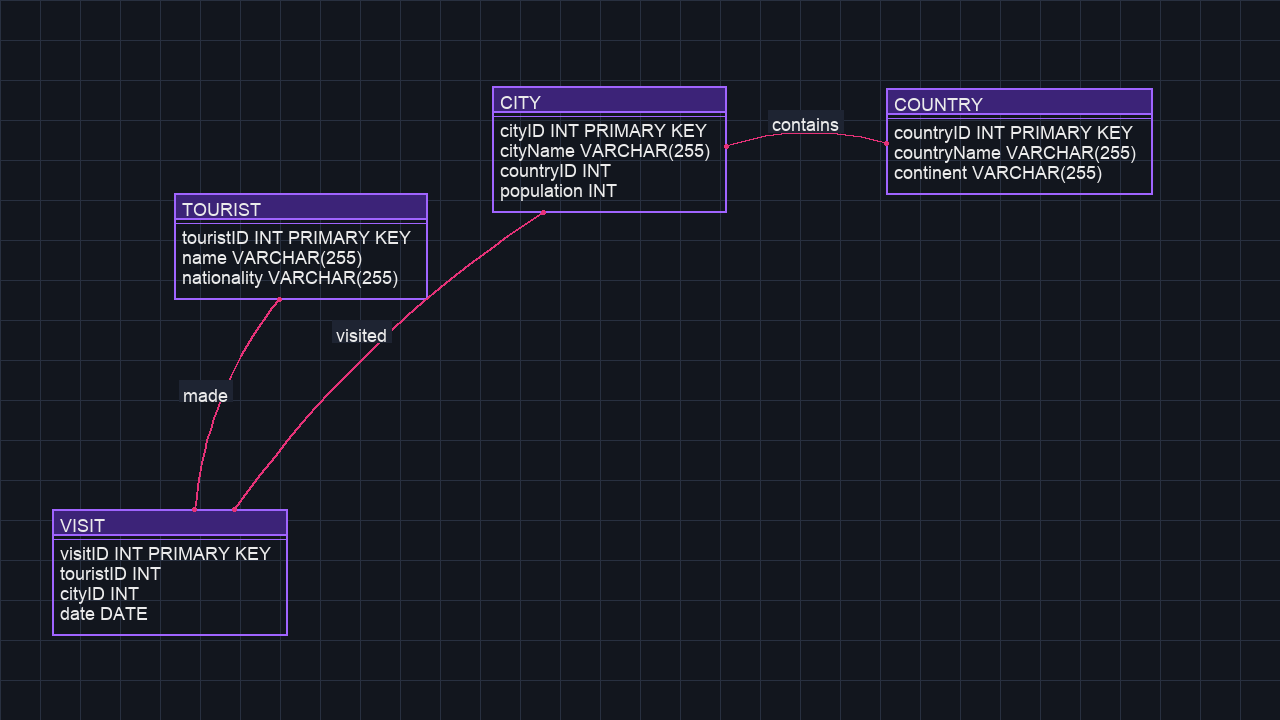 CITY
cityID INT PRIMARY KEY
cityName VARCHAR(255)
countryID INT
population INT
contains
COUNTRY
countryID INT PRIMARY KEY
countryName VARCHAR(255)
continent VARCHAR(255)
TOURIST
touristID INT PRIMARY KEY
name VARCHAR(255)
nationality VARCHAR(255)
visited
made
VISIT
visitID INT PRIMARY KEY
touristID INT
cityID INT
date DATE